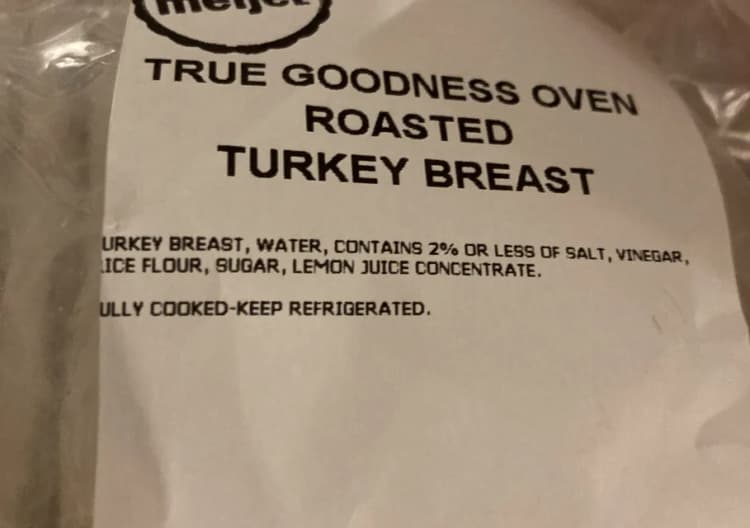 meijer
TRUE GOODNESS OVEN
ROASTED
TURKEY BREAST
URKEY BREAST, WATER, CONTAINS 2% OR LESS OF SALT, VINEGAR,
ICE FLOUR, SUGAR, LEMON JUICE CONCENTRATE.
ULLY COOKED-KEEP REFRIGERATED.